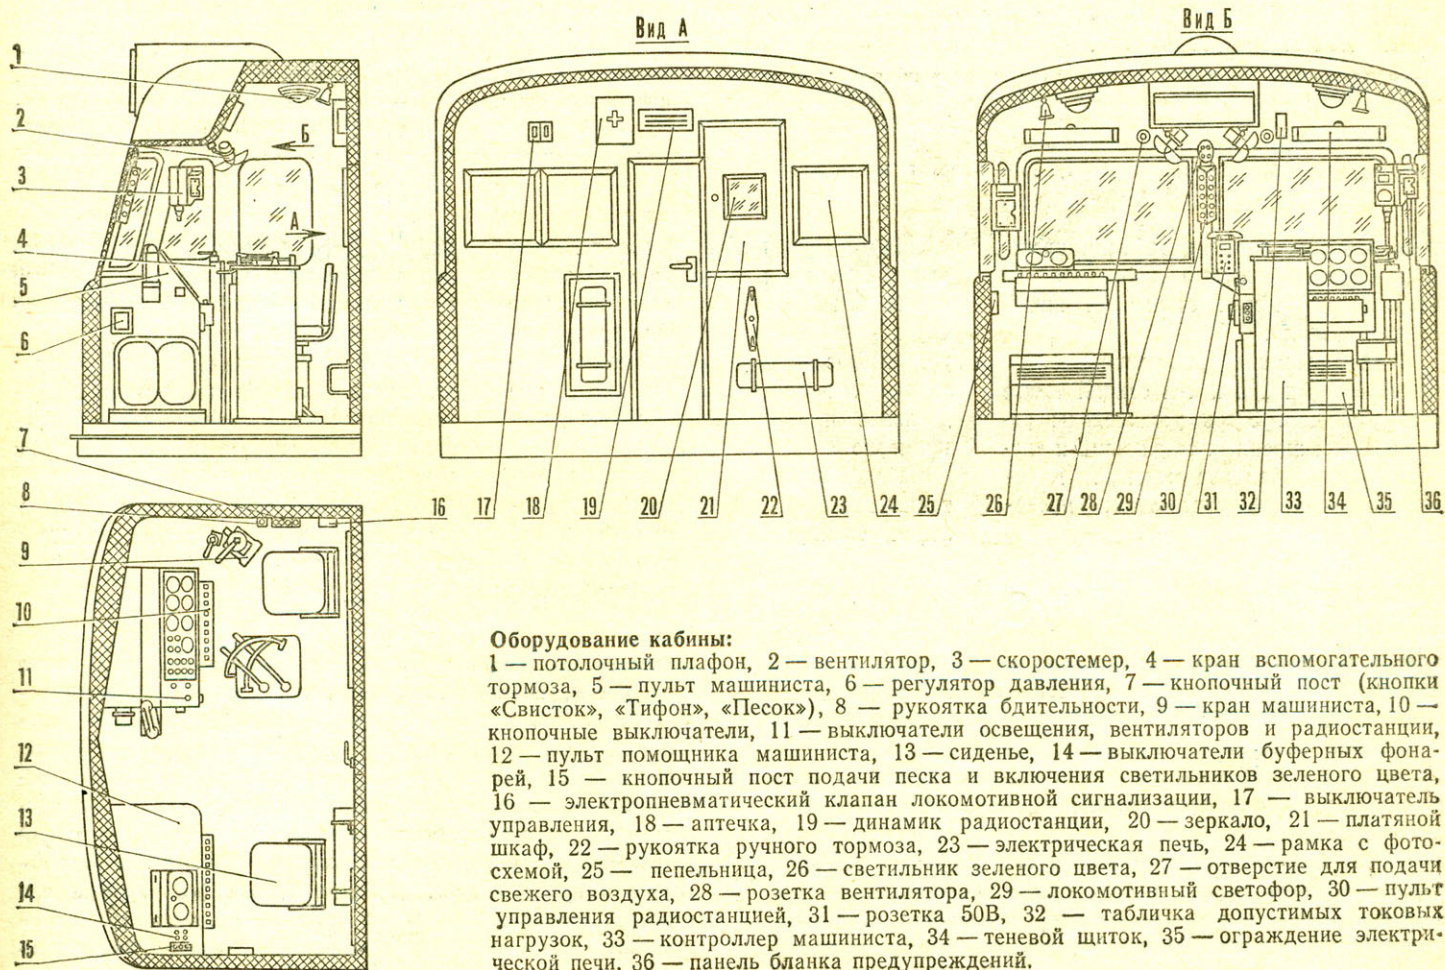 Вид А
Вид Б
1
2
3
4
5
6
7
8
9
10
11
12
13
14
15
Б
А
16
17
18
19
20
21
22
23
24
25
26
27
28
29
30
31
32
33
34
35
36
Оборудование кабины:
1 — потолочный плафон, 2 — вентилятор, 3 — скоростемер, 4 — кран вспомогательного
тормоза, 5 — пульт машиниста, 6 — регулятор давления, 7 — кнопочный пост (кнопки
«Свисток», «Тифон», «Песок»), 8 — рукоятка бдительности, 9 — кран машиниста, 10 —
кнопочные выключатели, 11 — выключатели освещения, вентиляторов и радиостанции,
12 — пульт помощника машиниста, 13 — сиденье, 14 — выключатели буферных фона-
рей, 15 — кнопочный пост подачи песка и включения светильников зеленого цвета,
16 — электропневматический клапан локомотивной сигнализации, 17 — выключатель
управления, 18 — аптечка, 19 — динамик радиостанции, 20 — зеркало, 21 — платяной
шкаф, 22 — рукоятка ручного тормоза, 23 — электрическая печь, 24 — рамка с фото-
схемой, 25 — пепельница, 26 — светильник зеленого цвета, 27 — отверстие для подачи
свежего воздуха, 28 — розетка вентилятора, 29 — локомотивный светофор, 30 — пульт
управления радиостанцией, 31 — розетка 50В, 32 — табличка допустимых токовых
нагрузок, 33 — контроллер машиниста, 34 — теневой щиток, 35 — ограждение электри-
ческой печи, 36 — панель бланка предупреждений.